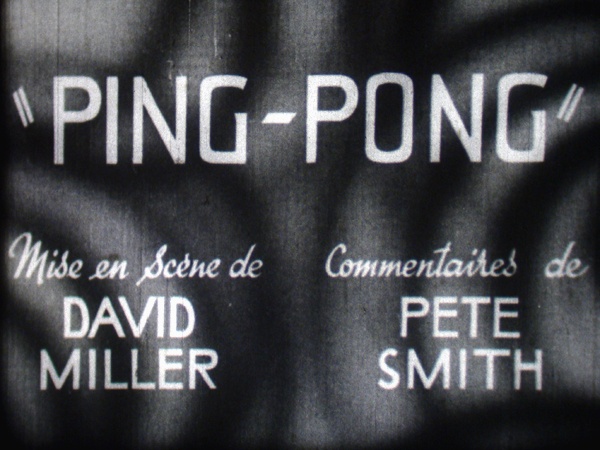 "PING-PONG"
Mise en scène de
DAVID
MILLER
Commentaires de
PETE
SMITH